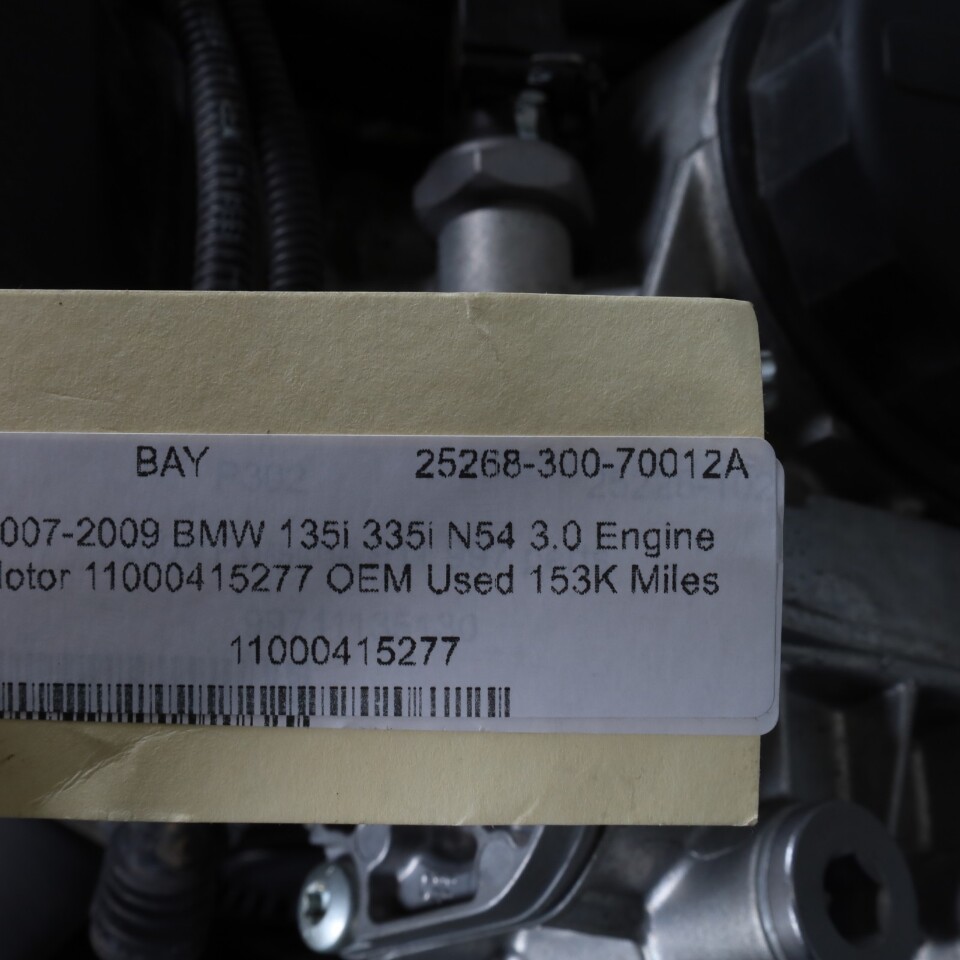 BAY 25268-300-70012A
007-2009 BMW 135i 335i N54 3.0 Engine
otor 11000415277 OEM Used 153K Miles
11000415277